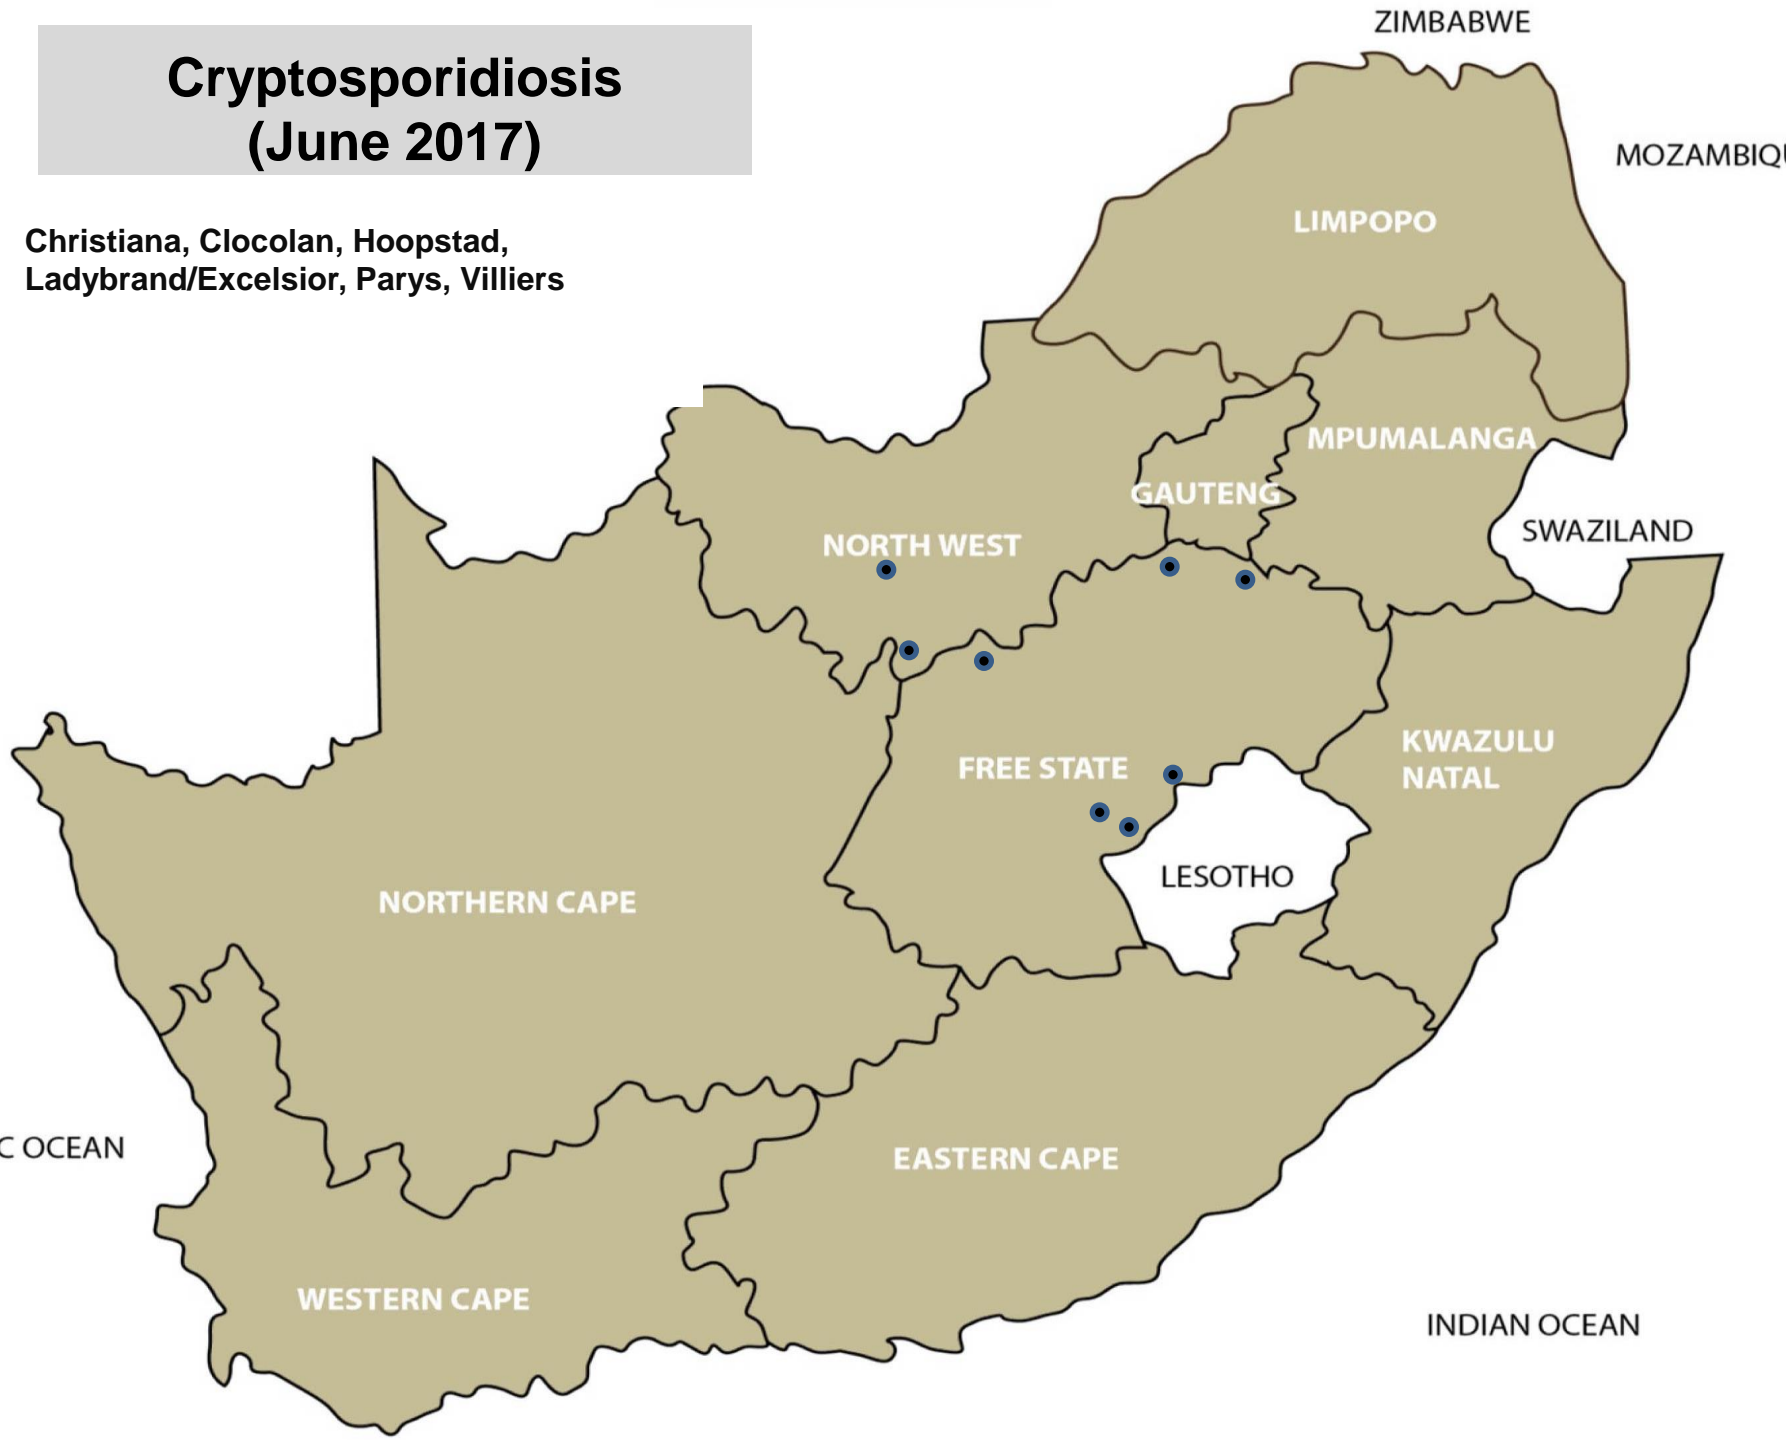 Cryptosporidiosis
(June 2017)
Christiana, Clocolan, Hoopstad,
Ladybrand/Excelsior, Parys, Villiers
ZIMBABWE
MOZAMBIQU
LIMPOPO
MPUMALANGA
GAUTENG
SWAZILAND
NORTH WEST
KWAZULU
NATAL
FREE STATE
LESOTHO
NORTHERN CAPE
C OCEAN
EASTERN CAPE
WESTERN CAPE
INDIAN OCEAN